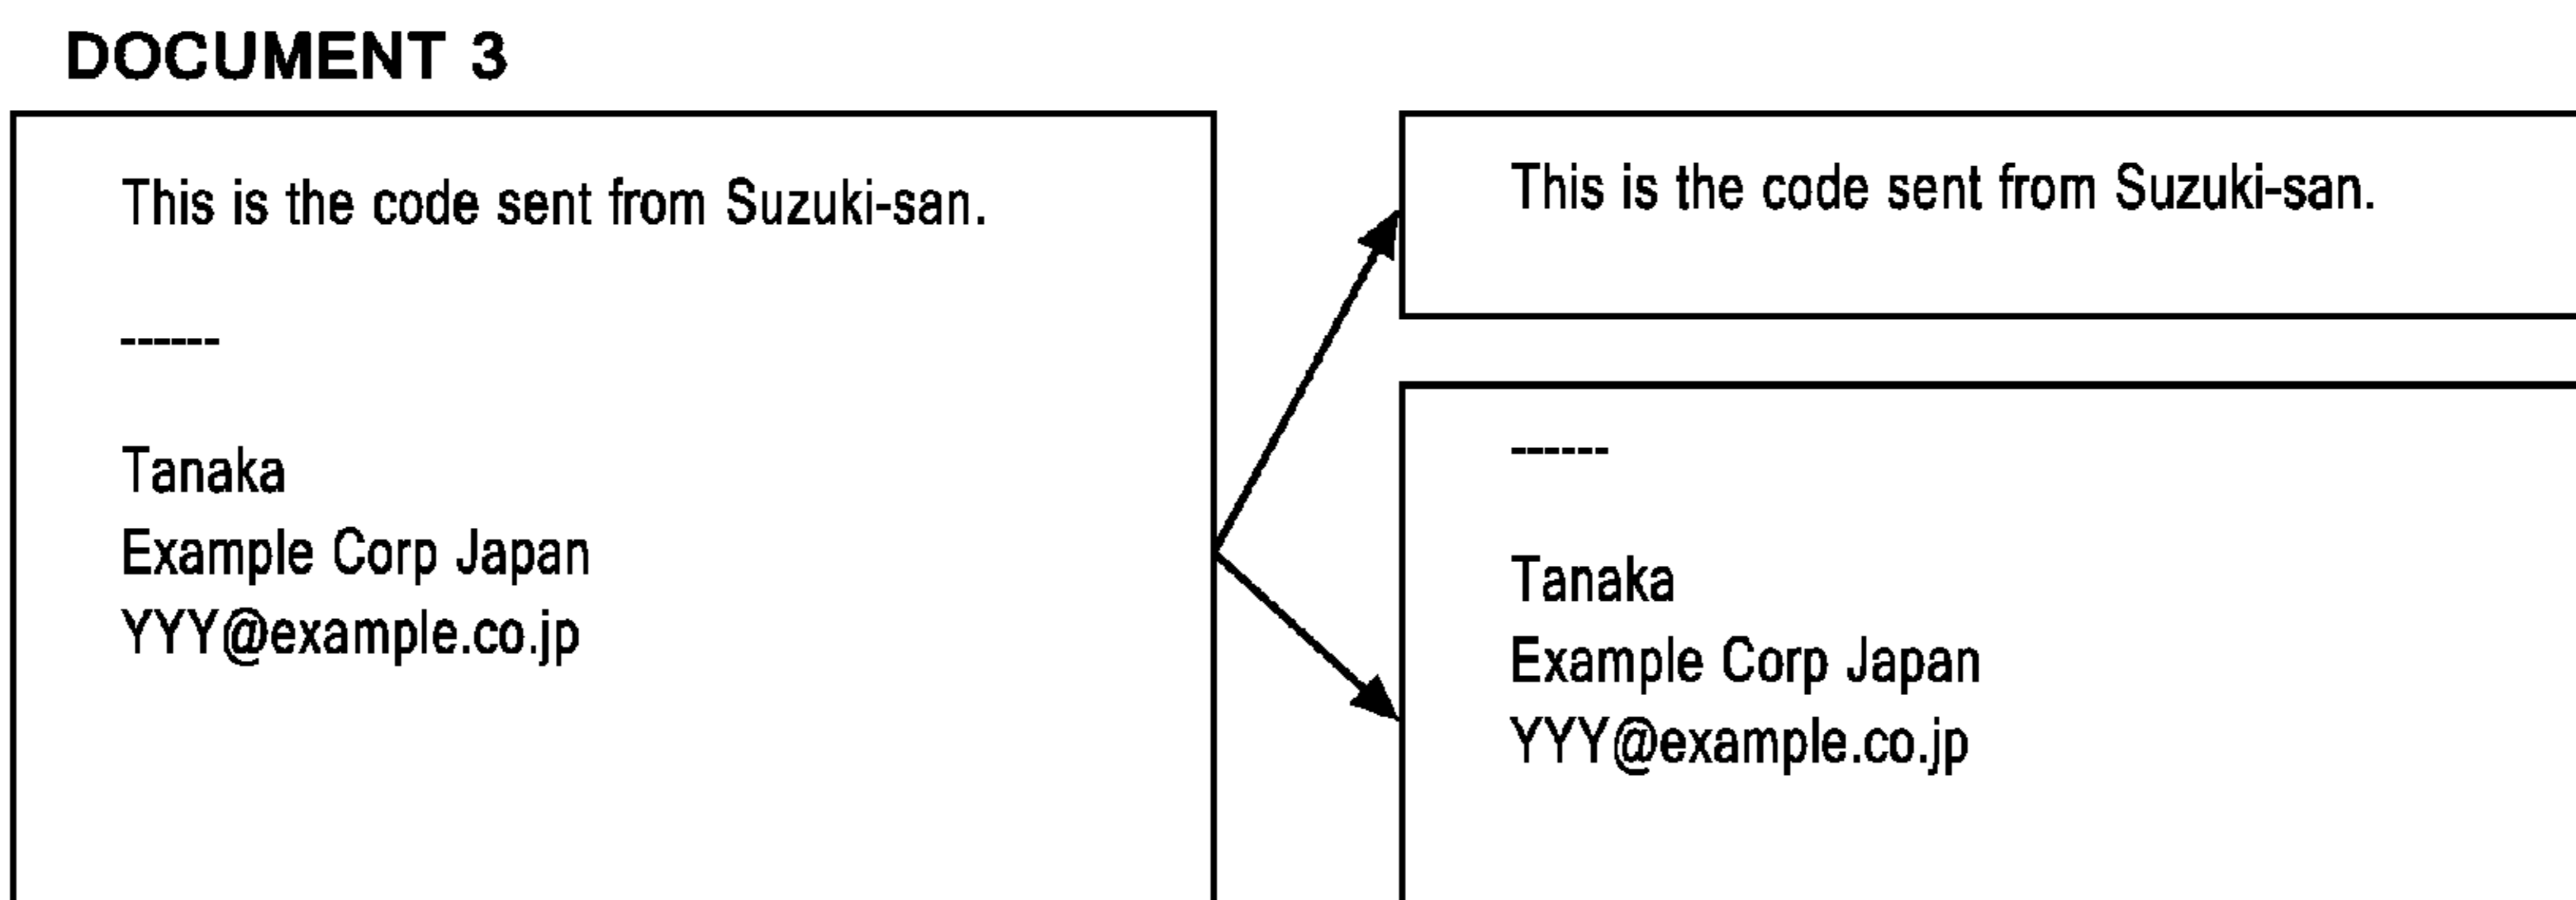 DOCUMENT 3
This is the code sent from Suzuki-san.
------
Tanaka
Example Corp Japan
YYY@example.co.jp
This is the code sent from Suzuki-san.
------
Tanaka
Example Corp Japan
YYY@example.co.jp